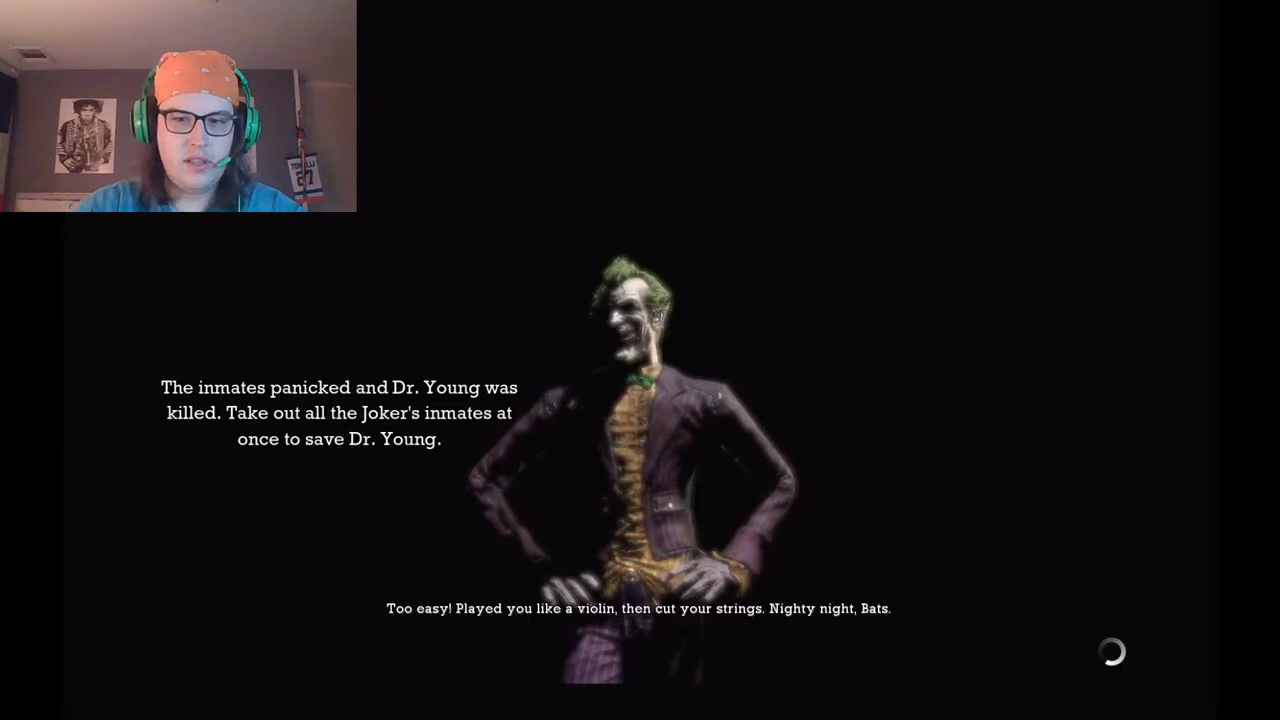 27
The inmates panicked and Dr. Young was
killed. Take out all the Joker's inmates at
once to save Dr. Young.
Too easy! Played you like a violin, then cut your strings. Nighty night, Bats.